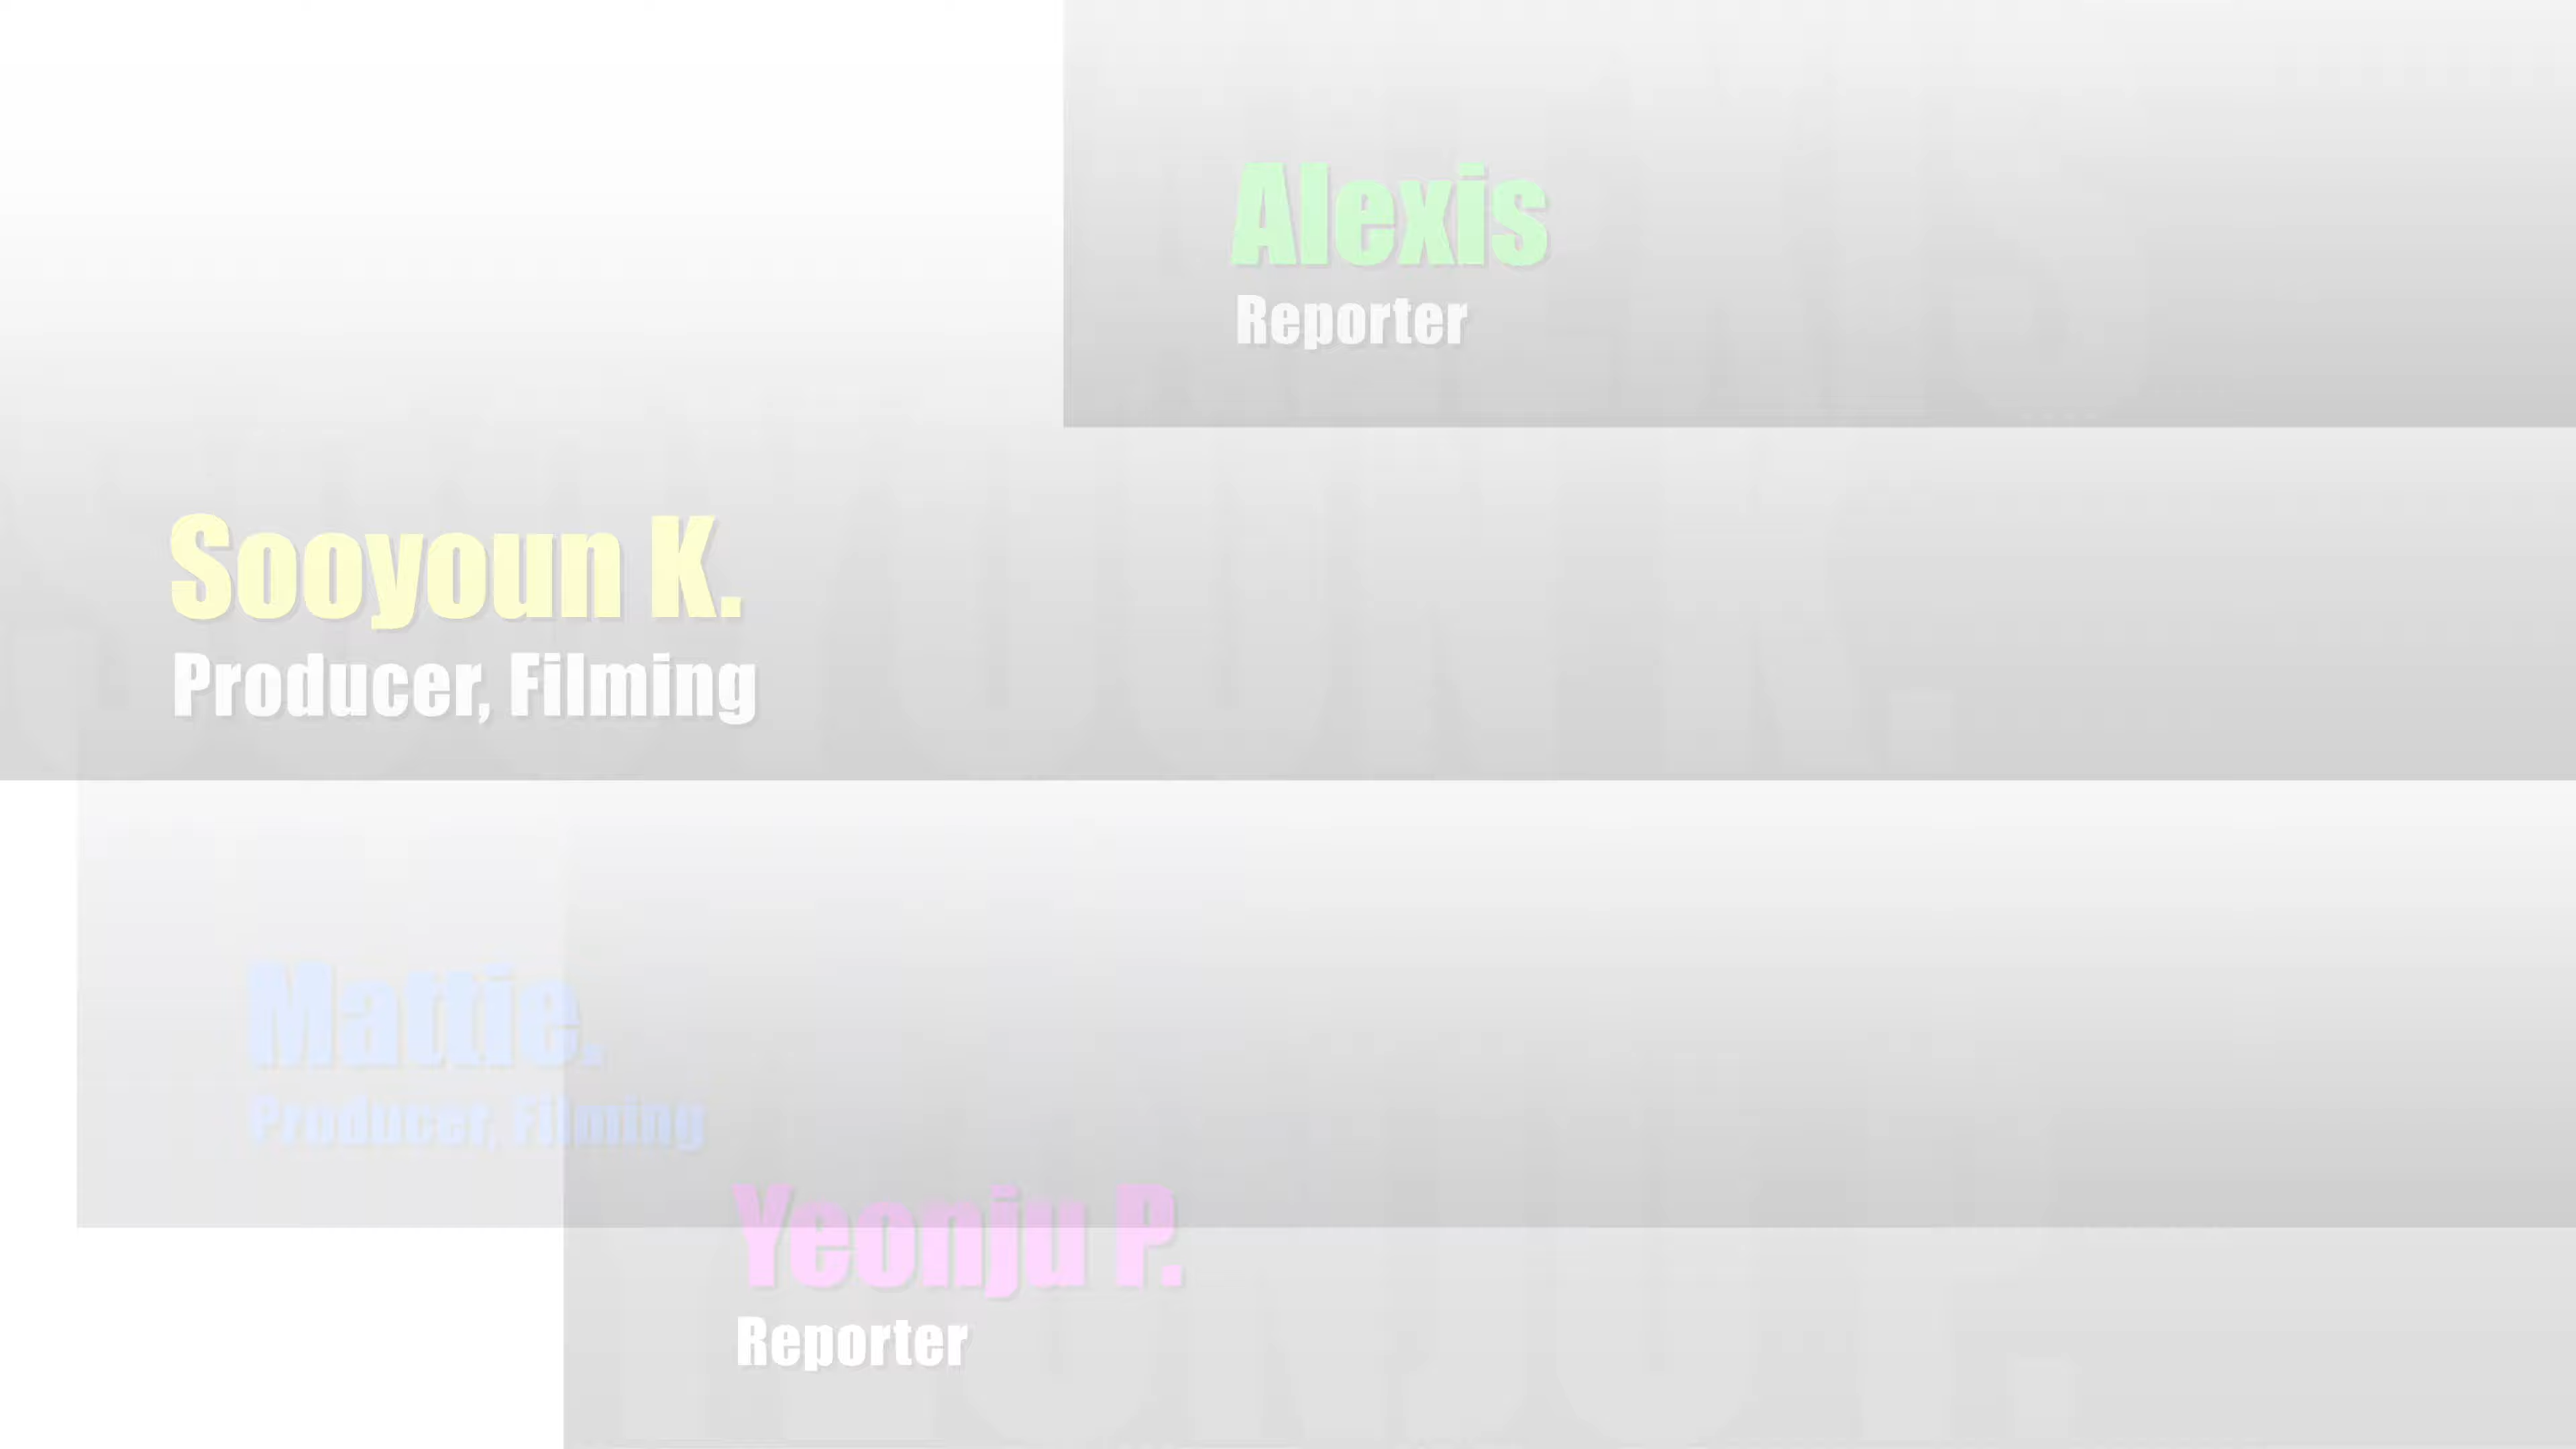 Alexis
Reporter
Sooyoun K.
Producer, Filming
Mattie.
Producer, Filming
Yeonju P.
Reporter